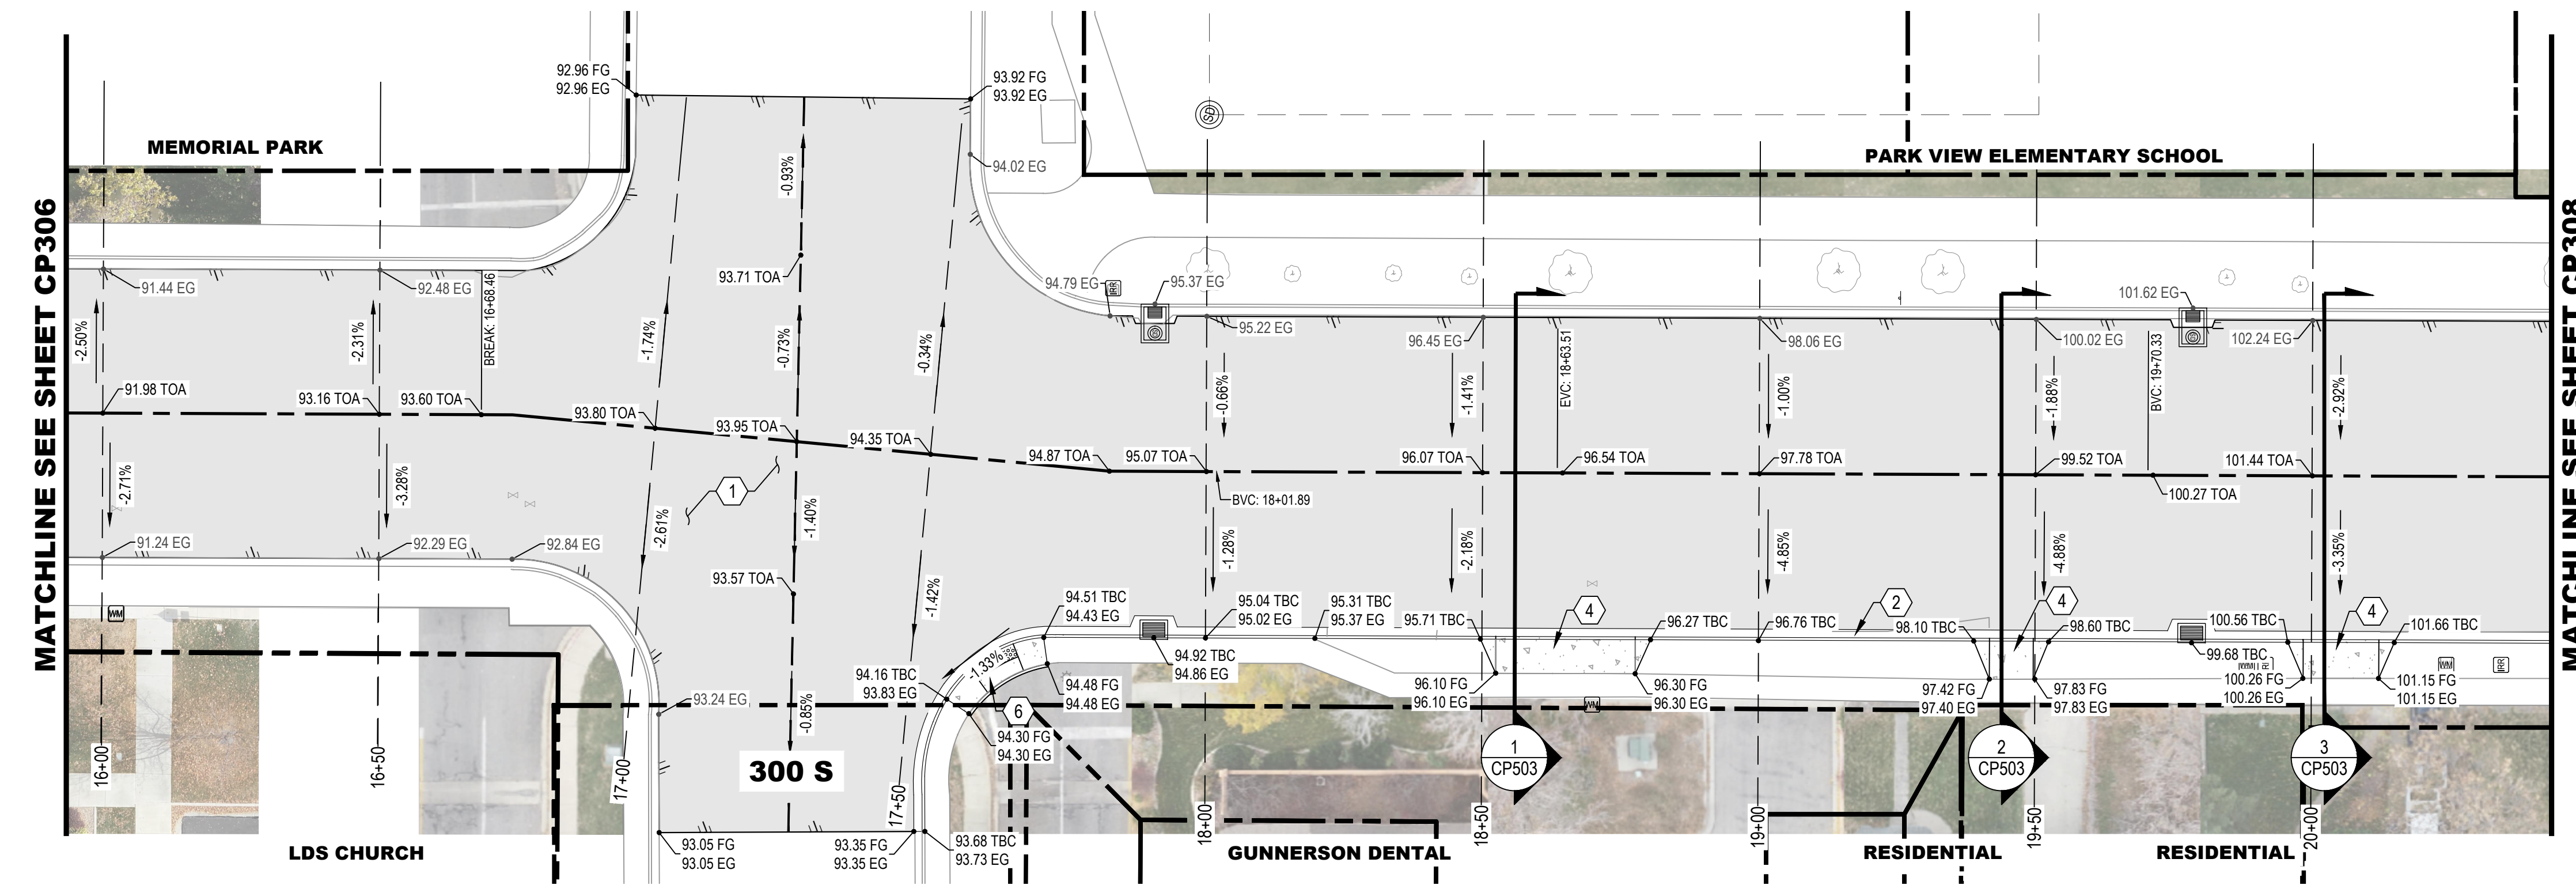 MATCHLINE SEE SHEET CP306
MEMORIAL PARK
92.96 FG
92.96 EG
93.92 FG
93.92 EG
94.02 EG
SD
PARK VIEW ELEMENTARY SCHOOL
MATCHLINE SEE SHEET CP308
-0.93%
91.44 EG
92.48 EG
BREAK: 16+68.46
93.71 TOA
94.79 EG
IRR
95.37 EG
95.22 EG
96.45 EG
EVC: 18+63.51
98.06 EG
100.02 EG
101.62 EG
BVC: 19+70.33
102.24 EG
-2.50%
-2.31%
-1.74%
-0.73%
-0.34%
-0.66%
-1.41%
-1.00%
-1.88%
-2.92%
91.98 TOA
93.16 TOA
93.60 TOA
93.80 TOA
93.95 TOA
94.35 TOA
94.87 TOA
95.07 TOA
96.07 TOA
96.54 TOA
97.78 TOA
99.52 TOA
101.44 TOA
100.27 TOA
BVC: 18+01.89
1
-2.71%
-3.28%
-2.61%
-1.40%
-1.42%
-1.28%
-2.18%
-4.85%
-4.88%
-3.35%
91.24 EG
92.29 EG
92.84 EG
93.57 TOA
94.51 TBC
94.43 EG
95.04 TBC
95.02 EG
95.31 TBC
95.37 EG
95.71 TBC
4
96.27 TBC
96.76 TBC
2
98.10 TBC
4
98.60 TBC
100.56 TBC
4
101.66 TBC
WM
-1.33%
94.92 TBC
94.86 EG
99.68 TBC
WM
IRR
94.16 TBC
93.83 EG
94.48 FG
94.48 EG
96.10 FG
96.10 EG
WM
96.30 FG
96.30 EG
97.42 FG
97.40 EG
97.83 FG
97.83 EG
100.26 FG
100.26 EG
101.15 FG
101.15 EG
93.24 EG
-0.85%
6
94.30 FG
94.30 EG
1
CP503
2
CP503
3
CP503
16+00
16+50
17+00
300 S
17+50
18+00
18+50
19+00
19+50
20+00
LDS CHURCH
93.05 FG
93.05 EG
93.35 FG
93.35 EG
93.68 TBC
93.73 EG
GUNNERSON DENTAL
RESIDENTIAL
RESIDENTIAL